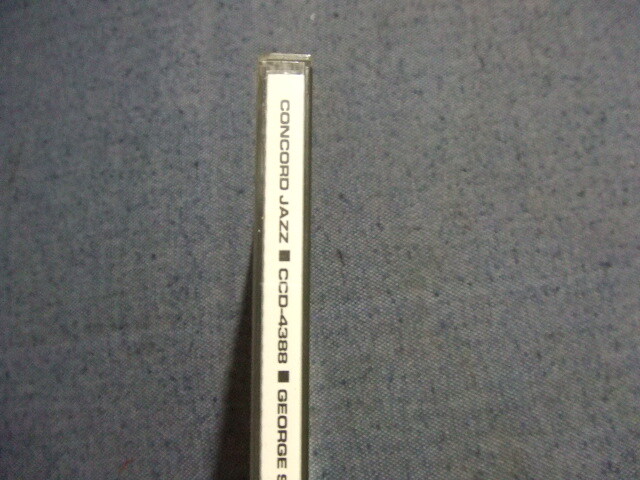 CONCORD JAZZ ■ CCD-4388 ■ GEORGE S